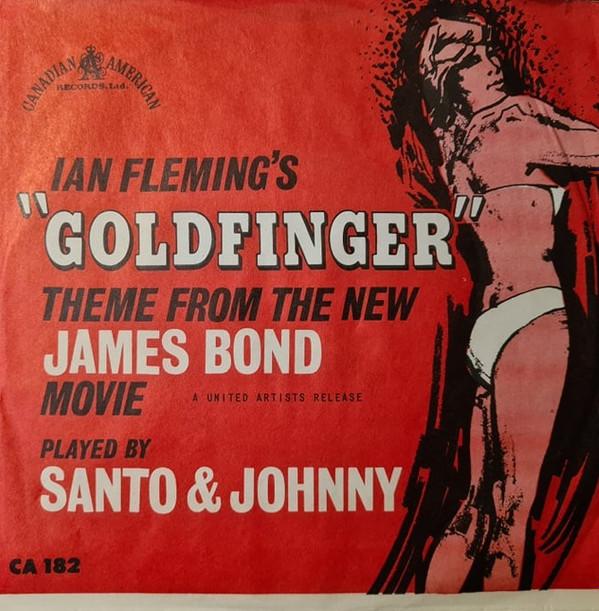 CANADIAN AMERICAN
RECORDS. Ltd.
IAN FLEMING'S
"GOLDFINGER"
THEME FROM THE NEW
JAMES BOND
MOVIE
A UNITED ARTISTS RELEASE
PLAYED BY
SANTO & JOHNNY
CA 182